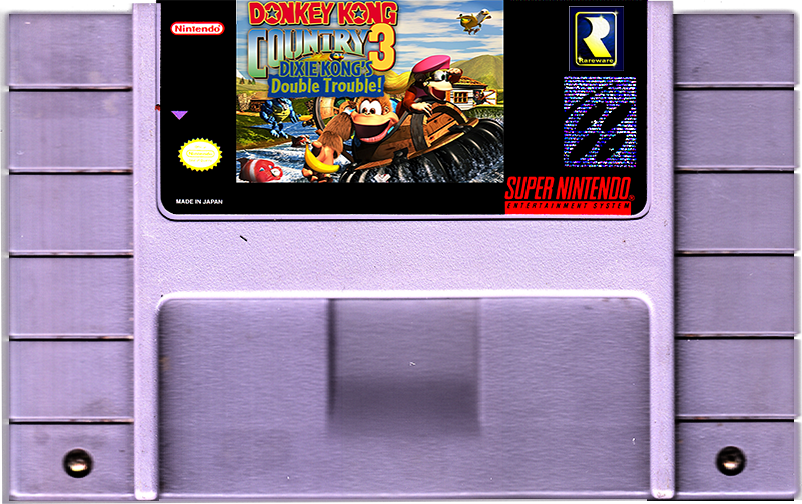 DONKEY KONG
Nintendo
COUNTRY
3
DIXIE KONG'S
Double Trouble!
Rareware
MADE IN JAPAN
SUPER NINTENDO
ENTERTAINMENT SYSTEM